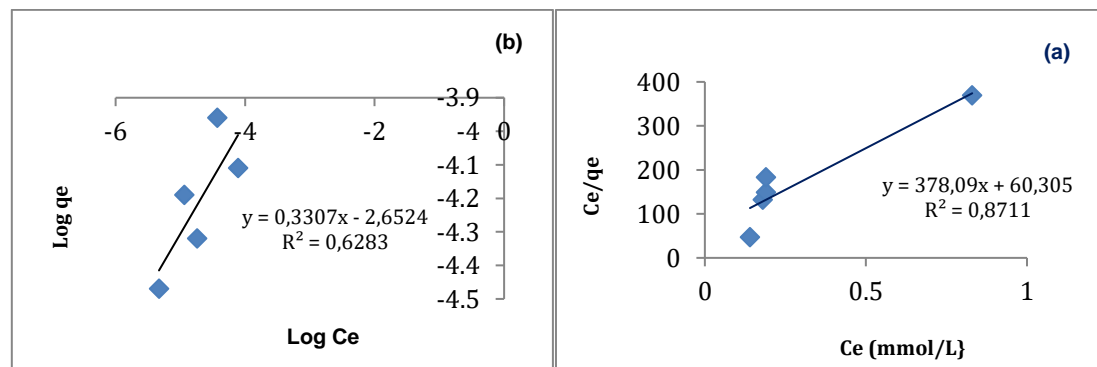 (b)
-3.9
-6
-4
-2
-4
0
-4.1
-4.2
-4.3
-4.4
-4.5
Log qe
y = 0,3307x - 2,6524
R² = 0,6283
Log Ce
(a)
400
300
200
100
0
Ce/qe
y = 378,09x + 60,305
R² = 0,8711
0
0.5
1
Ce (mmol/L}